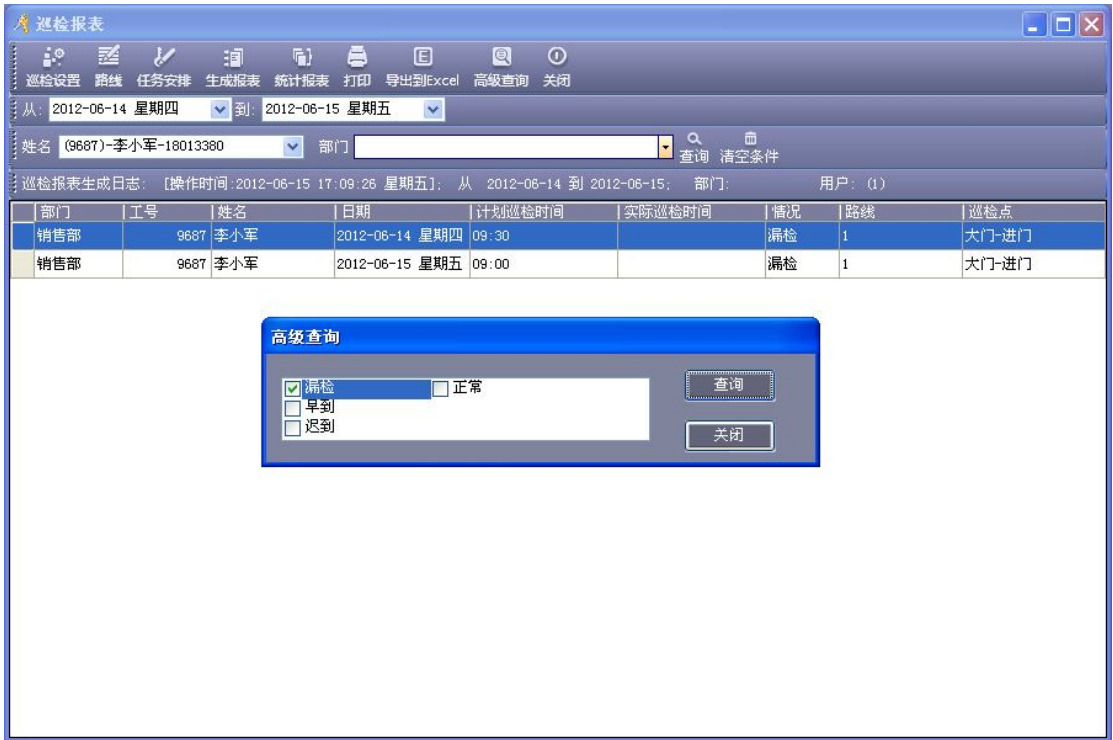 巡检报表
巡检设置 路线 任务安排 生成报表 统计报表 打印 导出到Excel 高级查询 关闭
从: 2012-06-14 星期四 到: 2012-06-15 星期五
姓名 (9687)-李小军-18013380 部门 查询 清空条件
巡检报表生成日志: [操作时间:2012-06-15 17:09:26 星期五]; 从 2012-06-14 到 2012-06-15; 部门: 用户: (1)
部门 工号 姓名 日期 计划巡检时间 实际巡检时间 情况 路线 巡检点
销售部 9687 李小军 2012-06-14 星期四 09:30 漏检 1 大门-进门
销售部 9687 李小军 2012-06-15 星期五 09:00 漏检 1 大门-进门
高级查询
漏检 正常 查询
早到
迟到 关闭